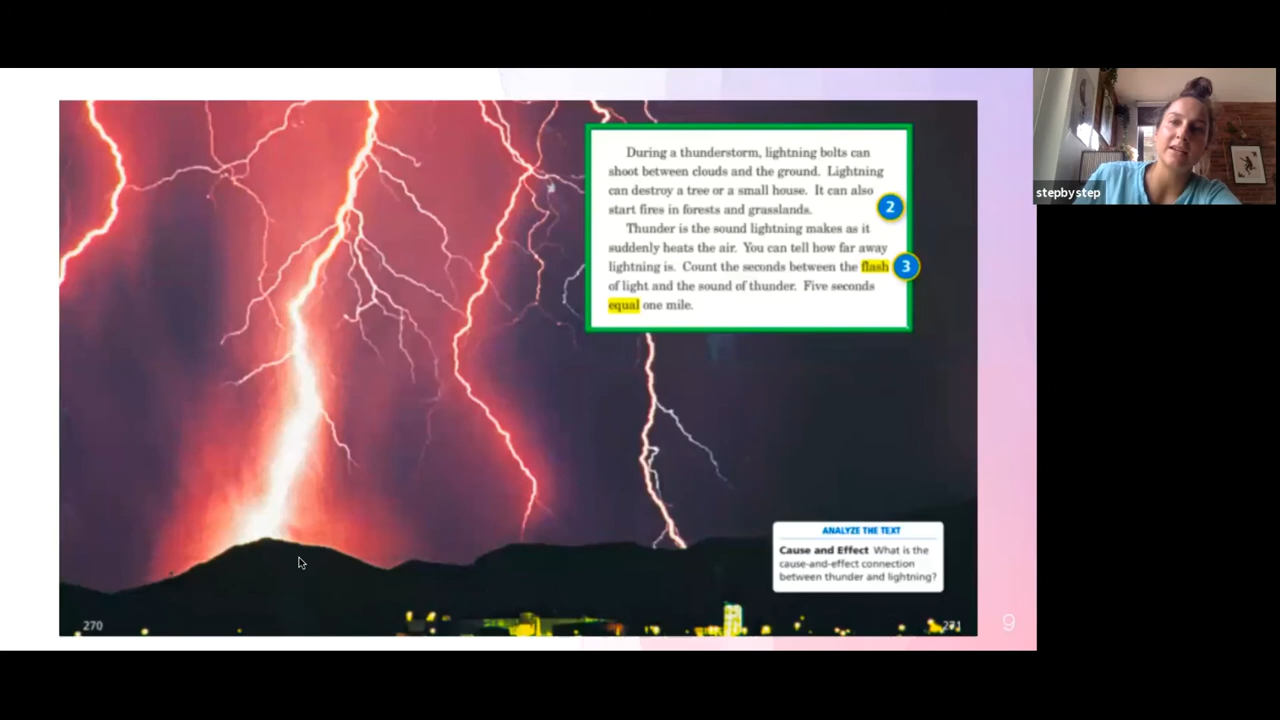 During a thunderstorm, lightning bolts can
shoot between clouds and the ground. Lightning
can destroy a tree or a small house. It can also
start fires in forests and grasslands.
2
Thunder is the sound lightning makes as it
suddenly heats the air. You can tell how far away
lightning is. Count the seconds between the flash
3
of light and the sound of thunder. Five seconds
equal one mile.
ANALYZE THE TEXT
Cause and Effect What is the
cause-and-effect connection
between thunder and lightning?
270
271
9
stepbystep